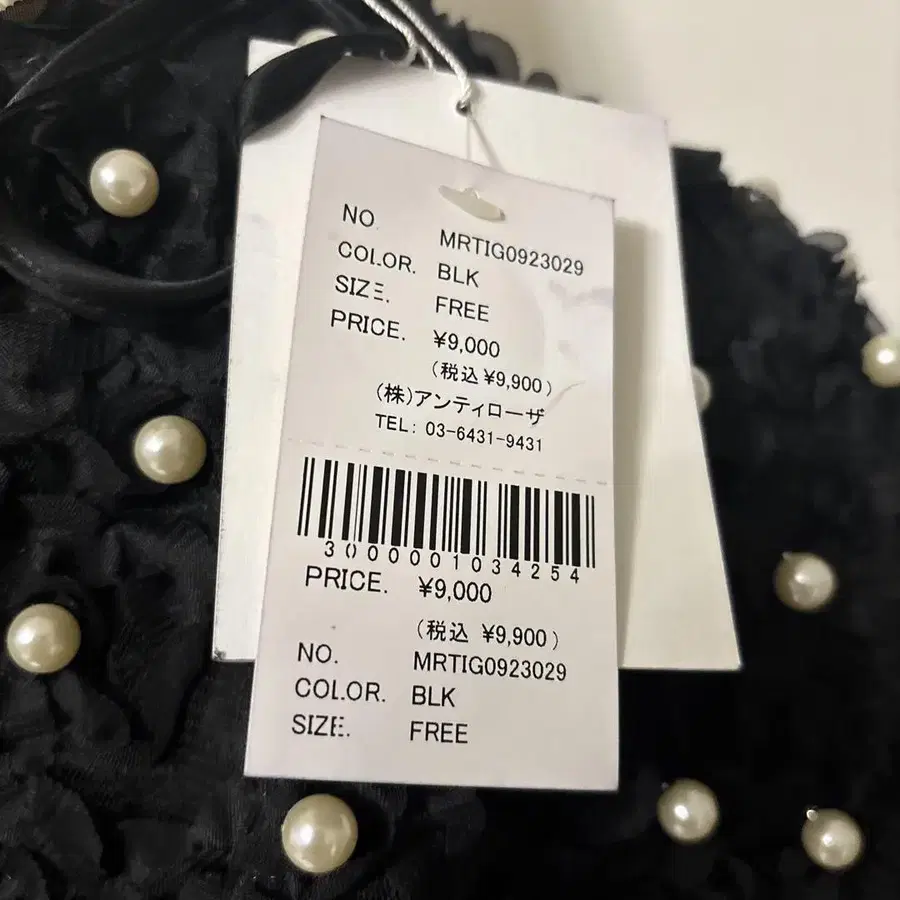 NO. MRTIG0923029
COLOR. BLK
SIZE. FREE
PRICE. ¥9,000
(税込 ¥9,900)
(株)アンティローザ
TEL: 03-6431-9431
3000001034254
PRICE. ¥9,000
(税込 ¥9,900)
NO. MRTIG0923029
COLOR. BLK
SIZE. FREE